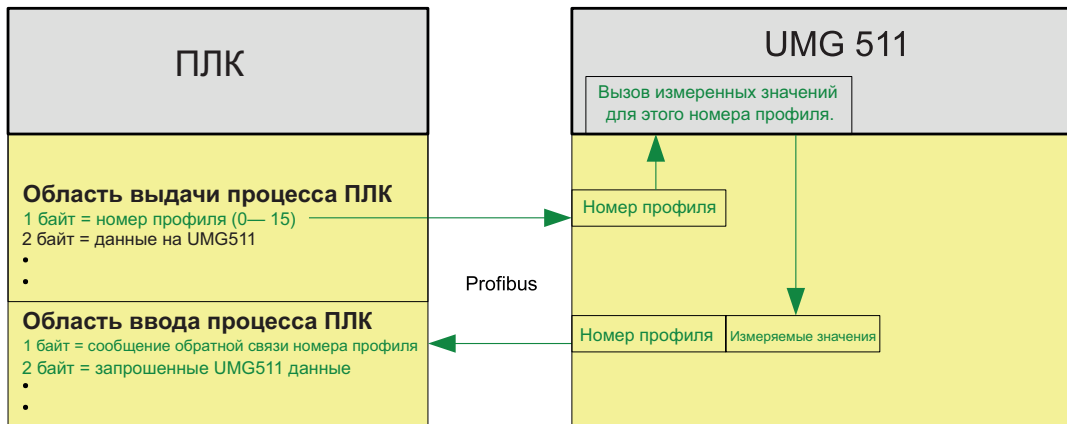 ПЛК
Область выдачи процесса ПЛК
1 байт = номер профиля (0— 15)
2 байт = данные на UMG511
•
•
Область ввода процесса ПЛК
1 байт = сообщение обратной связи номера профиля
2 байт = запрошенные UMG511 данные
•
•
Profibus
UMG 511
Вызов измеренных значений
для этого номера профиля.
Номер профиля
Номер профиля
Измеряемые значения